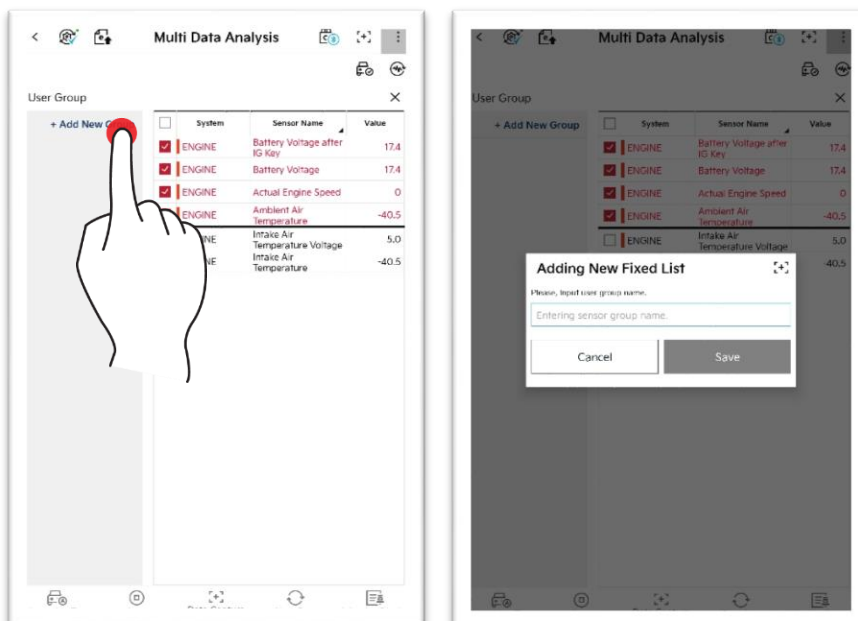 Multi Data Analysis
User Group
+ Add New G
System Sensor Name Value
ENGINE Battery Voltage after IG Key 17.4
ENGINE Battery Voltage 17.4
ENGINE Actual Engine Speed 0
ENGINE Ambient Air Temperature -40.5
NE Intake Air Temperature Voltage 5.0
NE Intake Air Temperature -40.5
Multi Data Analysis
User Group
+ Add New Group
System Sensor Name Value
ENGINE Battery Voltage after IG Key 17.4
ENGINE Battery Voltage 17.4
ENGINE Actual Engine Speed 0
ENGINE Ambient Air Temperature -40.5
ENGINE Intake Air Temperature Voltage 5.0
-40.5
Adding New Fixed List
Please, Input user group name.
Entering sensor group name.
Cancel Save